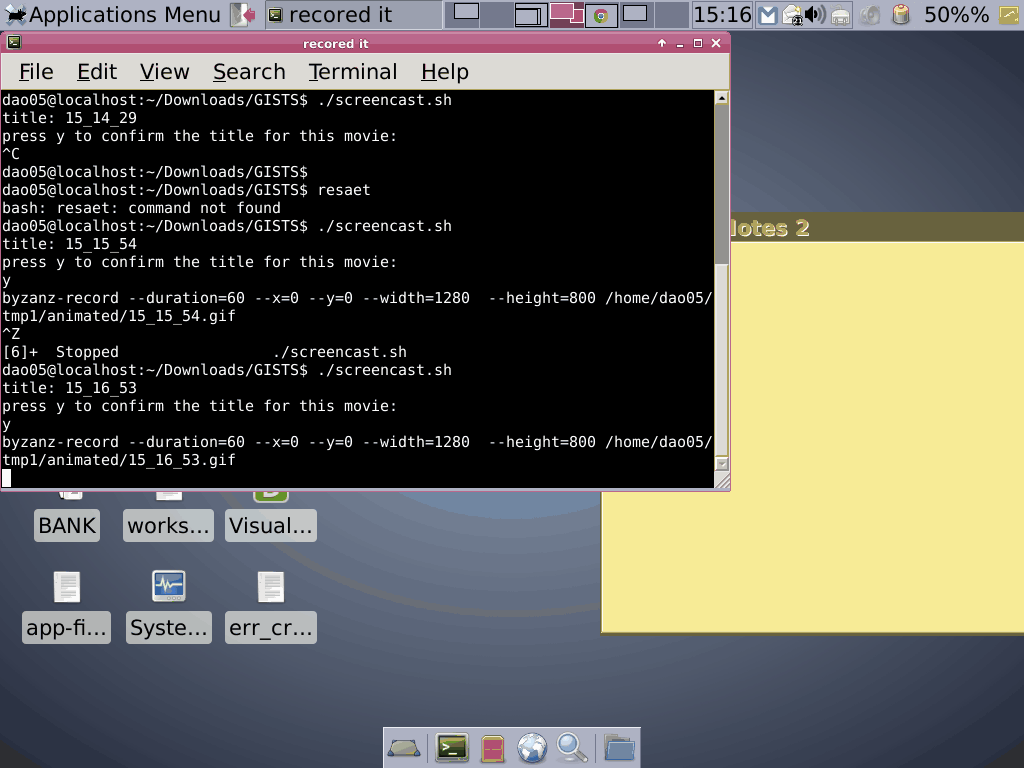 Applications Menu
recored it
15:16
21
50%%
recored it
File Edit View Search Terminal Help
dao05@localhost:~/Downloads/GISTS$ ./screencast.sh
title: 15_14_29
press y to confirm the title for this movie:
^C
dao05@localhost:~/Downloads/GISTS$
dao05@localhost:~/Downloads/GISTS$ resaet
bash: resaet: command not found
dao05@localhost:~/Downloads/GISTS$ ./screencast.sh
title: 15_15_54
press y to confirm the title for this movie:
y
byzanz-record --duration=60 --x=0 --y=0 --width=1280  --height=800 /home/dao05/
tmp1/animated/15_15_54.gif
^Z
[6]+  Stopped                 ./screencast.sh
dao05@localhost:~/Downloads/GISTS$ ./screencast.sh
title: 15_16_53
press y to confirm the title for this movie:
y
byzanz-record --duration=60 --x=0 --y=0 --width=1280  --height=800 /home/dao05/
tmp1/animated/15_16_53.gif
otes 2
BANK works... Visual...
app-fi... Syste... err_cr...